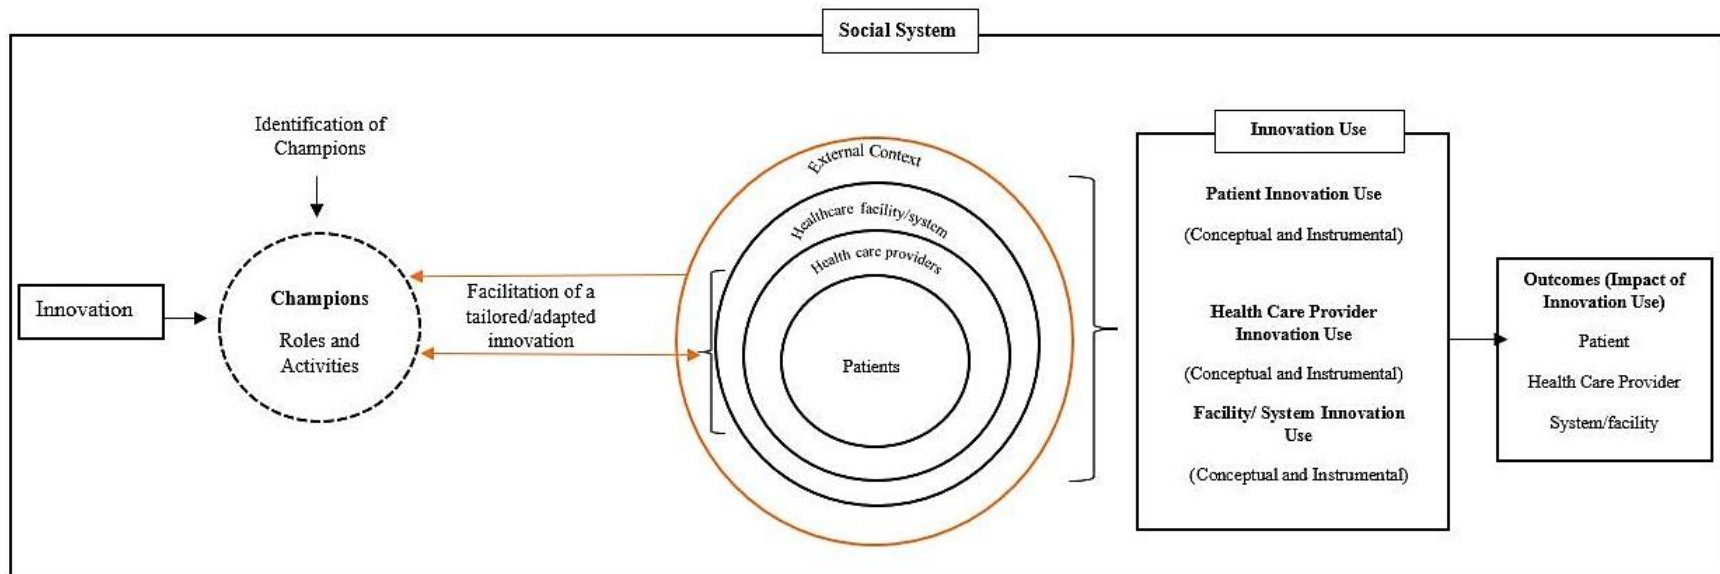 Social System
Identification of
Champions
Innovation
Champions
Roles and
Activities
Facilitation of a
tailored/adapted
innovation
External Context
Healthcare facility/system
Health care providers
Patients
Innovation Use
Patient Innovation Use
(Conceptual and Instrumental)
Health Care Provider
Innovation Use
(Conceptual and Instrumental)
Facility/ System Innovation
Use
(Conceptual and Instrumental)
Outcomes (Impact of
Innovation Use)
Patient
Health Care Provider
System/facility